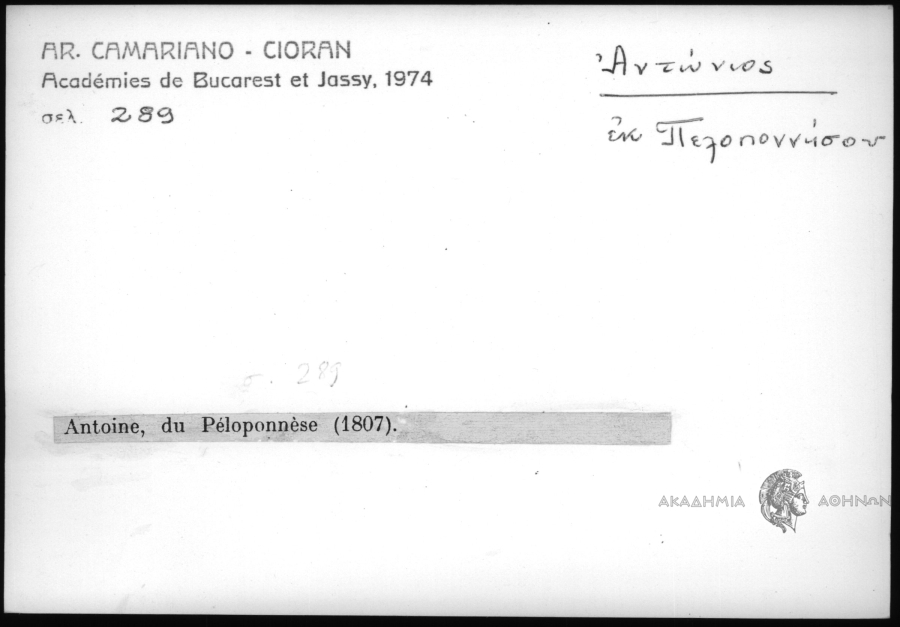 AR. CAMARIANO - CIORAN
Académies de Bucarest et Jassy, 1974
σελ. 289
Ἀντώνιος
ἐκ Πελοποννήσου
σ. 289
Antoine, du Péloponnèse (1807).
ΑΚΑΔΗΜΙΑ ΑΘΗΝΩΝ